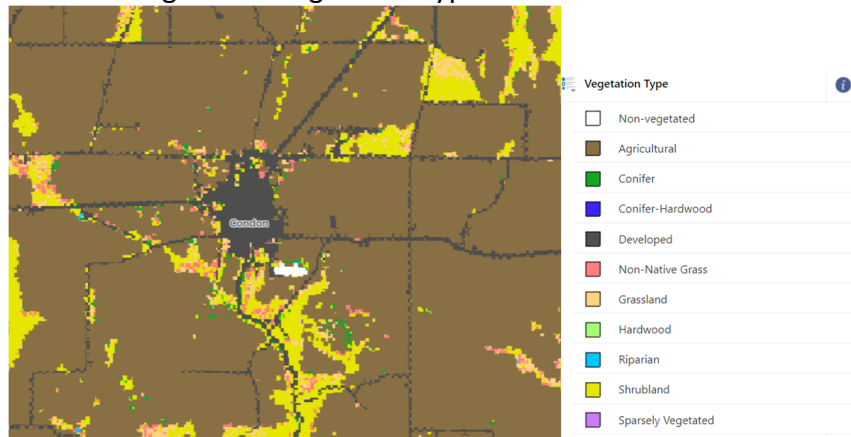 Condon
Vegetation Type
Non-vegetated
Agricultural
Conifer
Conifer-Hardwood
Developed
Non-Native Grass
Grassland
Hardwood
Riparian
Shrubland
Sparsely Vegetated